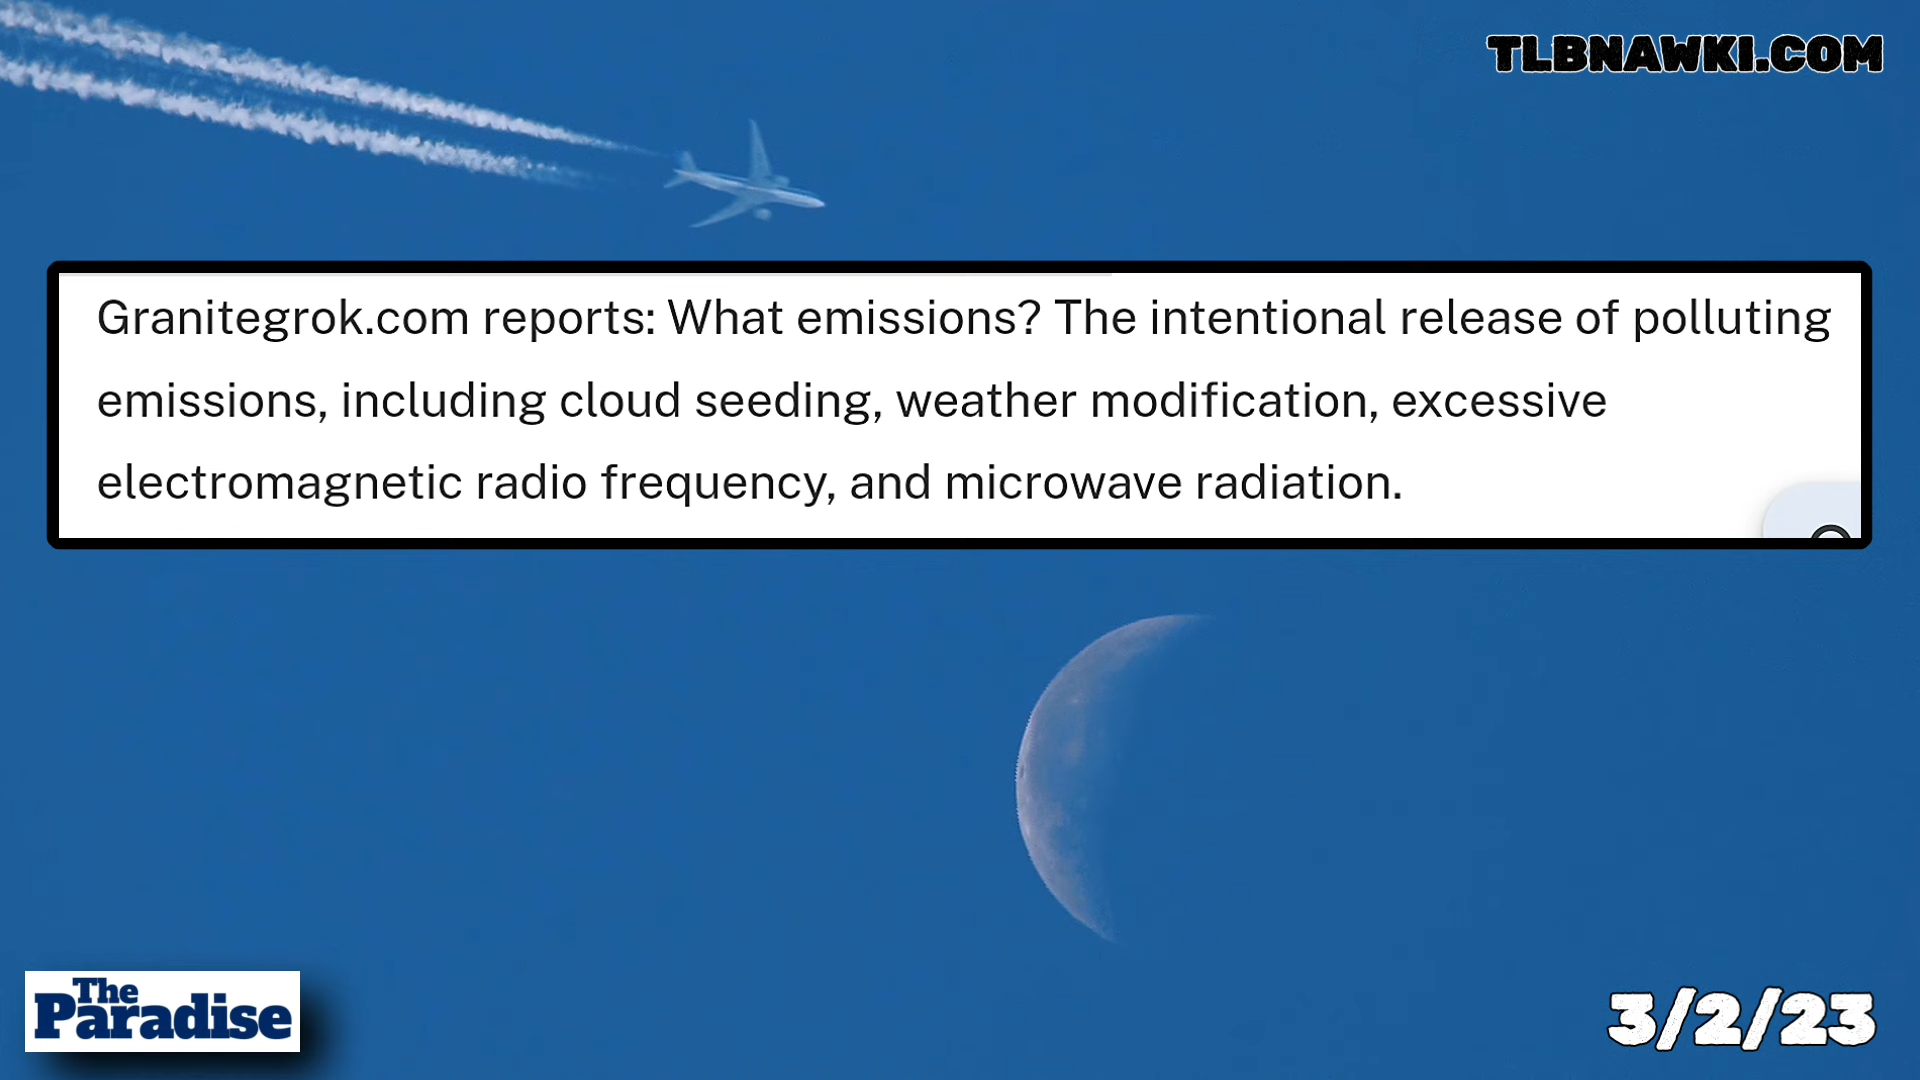 TLBNAWKI.COM
Granitegrok.com reports: What emissions? The intentional release of polluting
emissions, including cloud seeding, weather modification, excessive
electromagnetic radio frequency, and microwave radiation.
The
Paradise
3/2/23